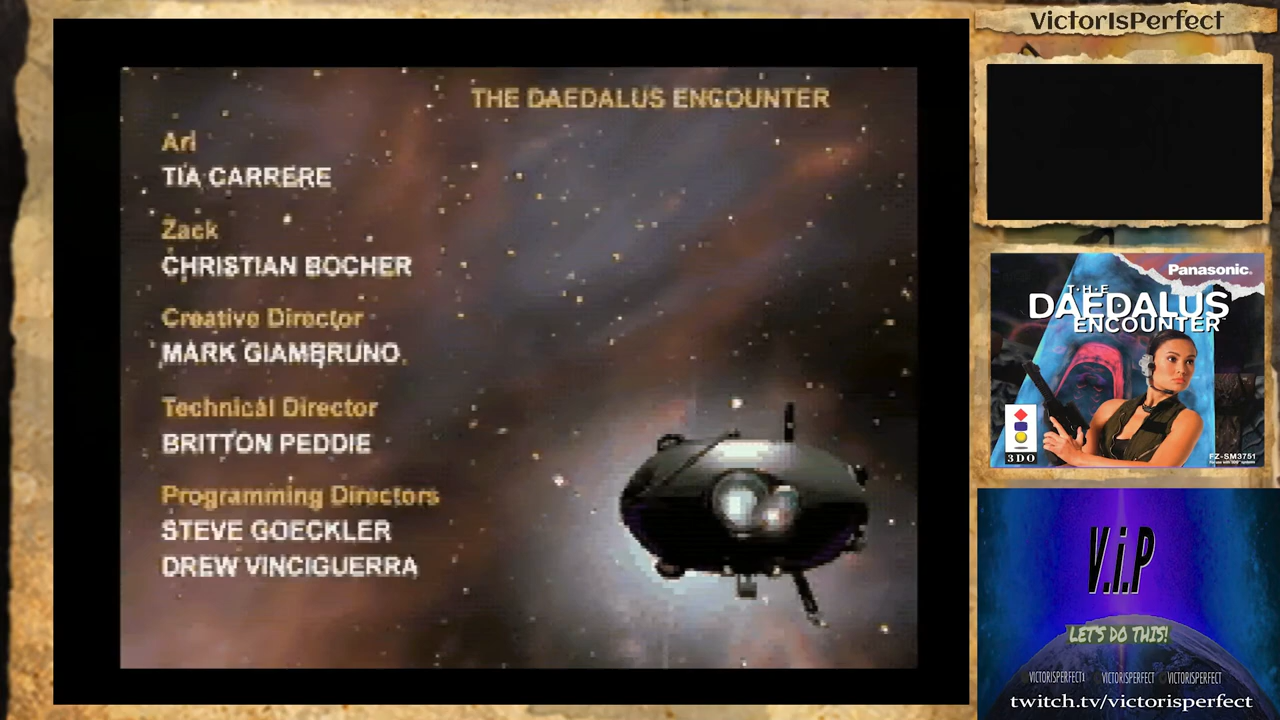 VictorIsPerfect
THE DAEDALUS ENCOUNTER
Ari
TIA CARRERE
Zack
CHRISTIAN BOCHER
Creative Director
MARK GIAMBRUNO
Technical Director
BRITTON PEDDIE
Programming Directors
STEVE GOECKLER
DREW VINCIGUERRA
Panasonic
THE
DAEDALUS
ENCOUNTER
3DO
FZ-SM3751
V.i.P
LET'S DO THIS!
VICTORISPERFECT1 VICTORISPERFECT VICTORISPERFECT
twitch.tv/victorisperfect